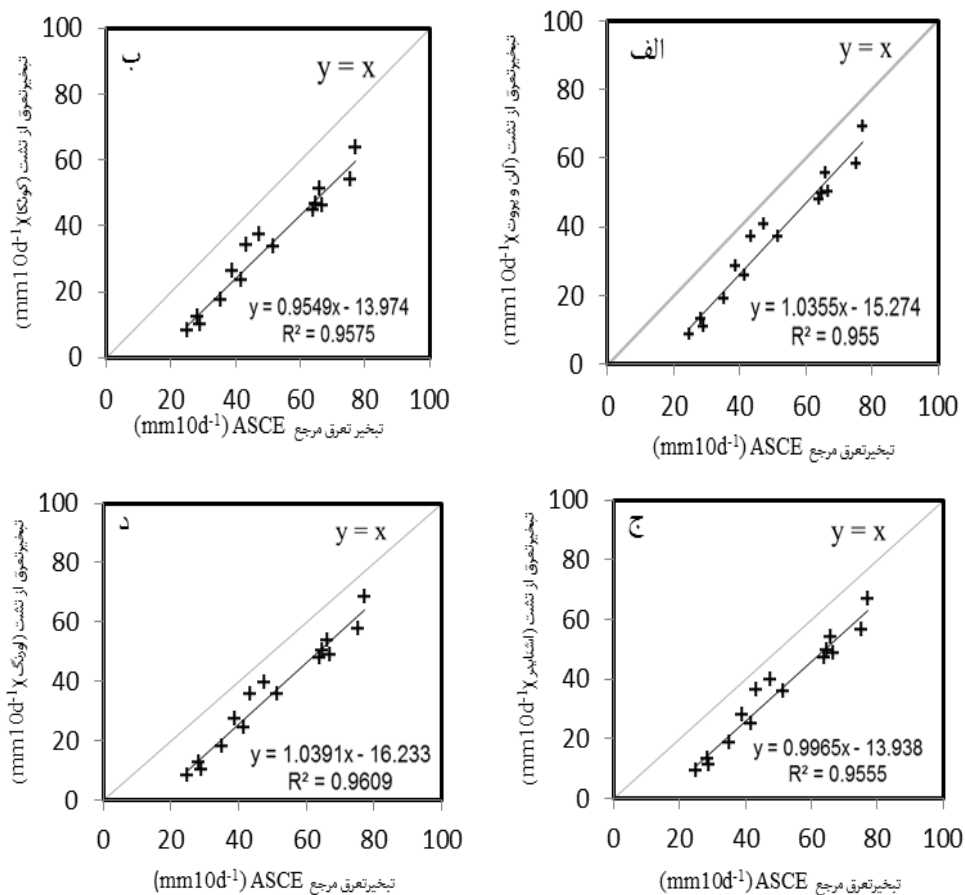 الف
y = x
100
80
60
40
20
0
y = 1.0355x - 15.274
R² = 0.955
0 20 40 60 80 100
تبخیرتعرق مرجع ASCE (mm10d⁻¹)
تبخیرتعرق از تشت (آلن و پروت)(mm10d⁻¹)
ب
y = x
100
80
60
40
20
0
y = 0.9549x - 13.974
R² = 0.9575
0 20 40 60 80 100
تبخیر تعرق مرجع ASCE (mm10d⁻¹)
تبخیرتعرق از تشت (کونکا)(mm10d⁻¹)
ج
y = x
100
80
60
40
20
0
y = 0.9965x - 13.938
R² = 0.9555
0 20 40 60 80 100
تبخیرتعرق مرجع ASCE (mm10d⁻¹)
تبخیرتعرق از تشت (اشنایدر)(mm10d⁻¹)
د
y = x
100
80
60
40
20
0
y = 1.0391x - 16.233
R² = 0.9609
0 20 40 60 80 100
تبخیرتعرق مرجع ASCE (mm10d⁻¹)
تبخیرتعرق از تشت (اورنگ)(mm10d⁻¹)